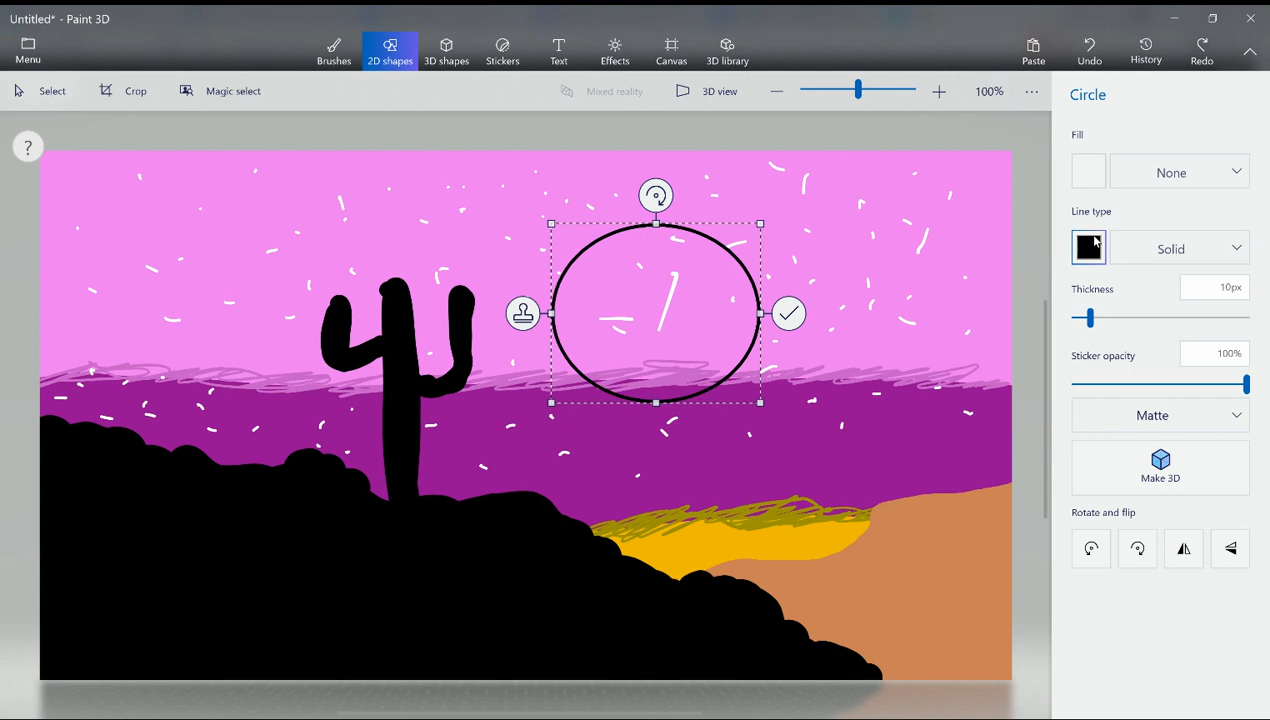 Untitled* - Paint 3D
Menu
Brushes
2D shapes
3D shapes
Stickers
Text
Effects
Canvas
3D library
Paste
Undo
History
Redo
Select
Crop
Magic select
Mixed reality
3D view
100%
?
Circle
Fill
None
Line type
Solid
Thickness
10px
Sticker opacity
100%
Matte
Make 3D
Rotate and flip